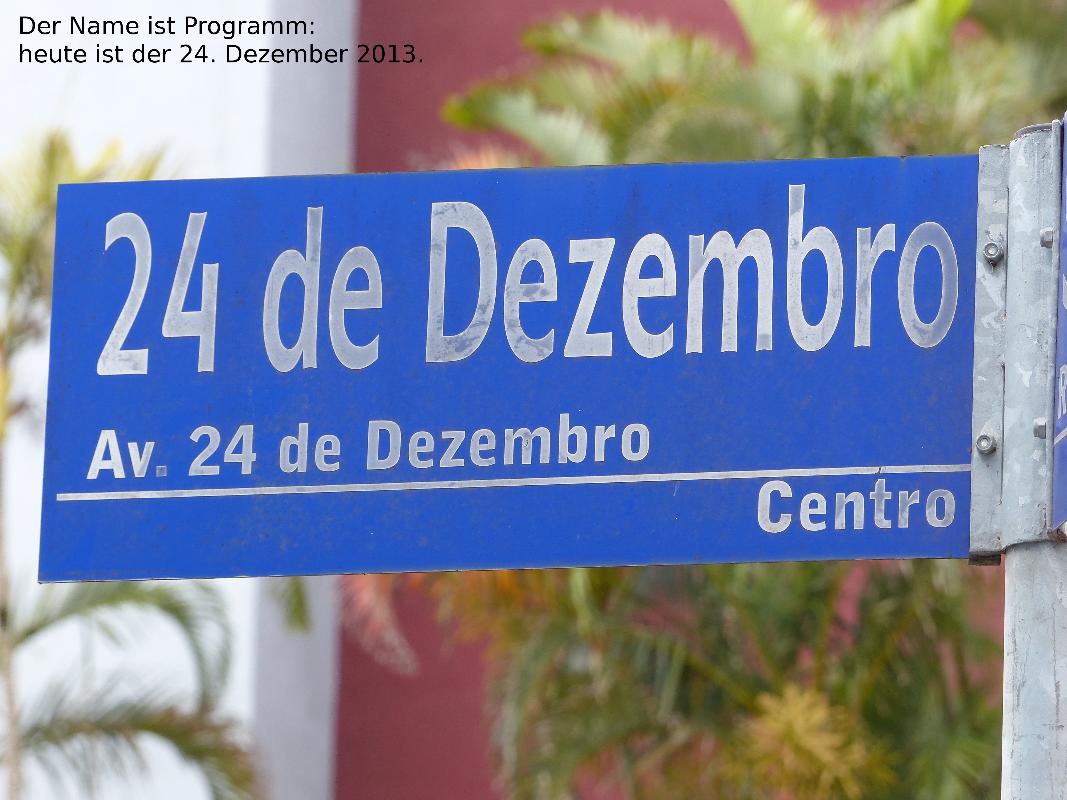 Der Name ist Programm:
heute ist der 24. Dezember 2013.
24 de Dezembro
Av. 24 de Dezembro
Centro